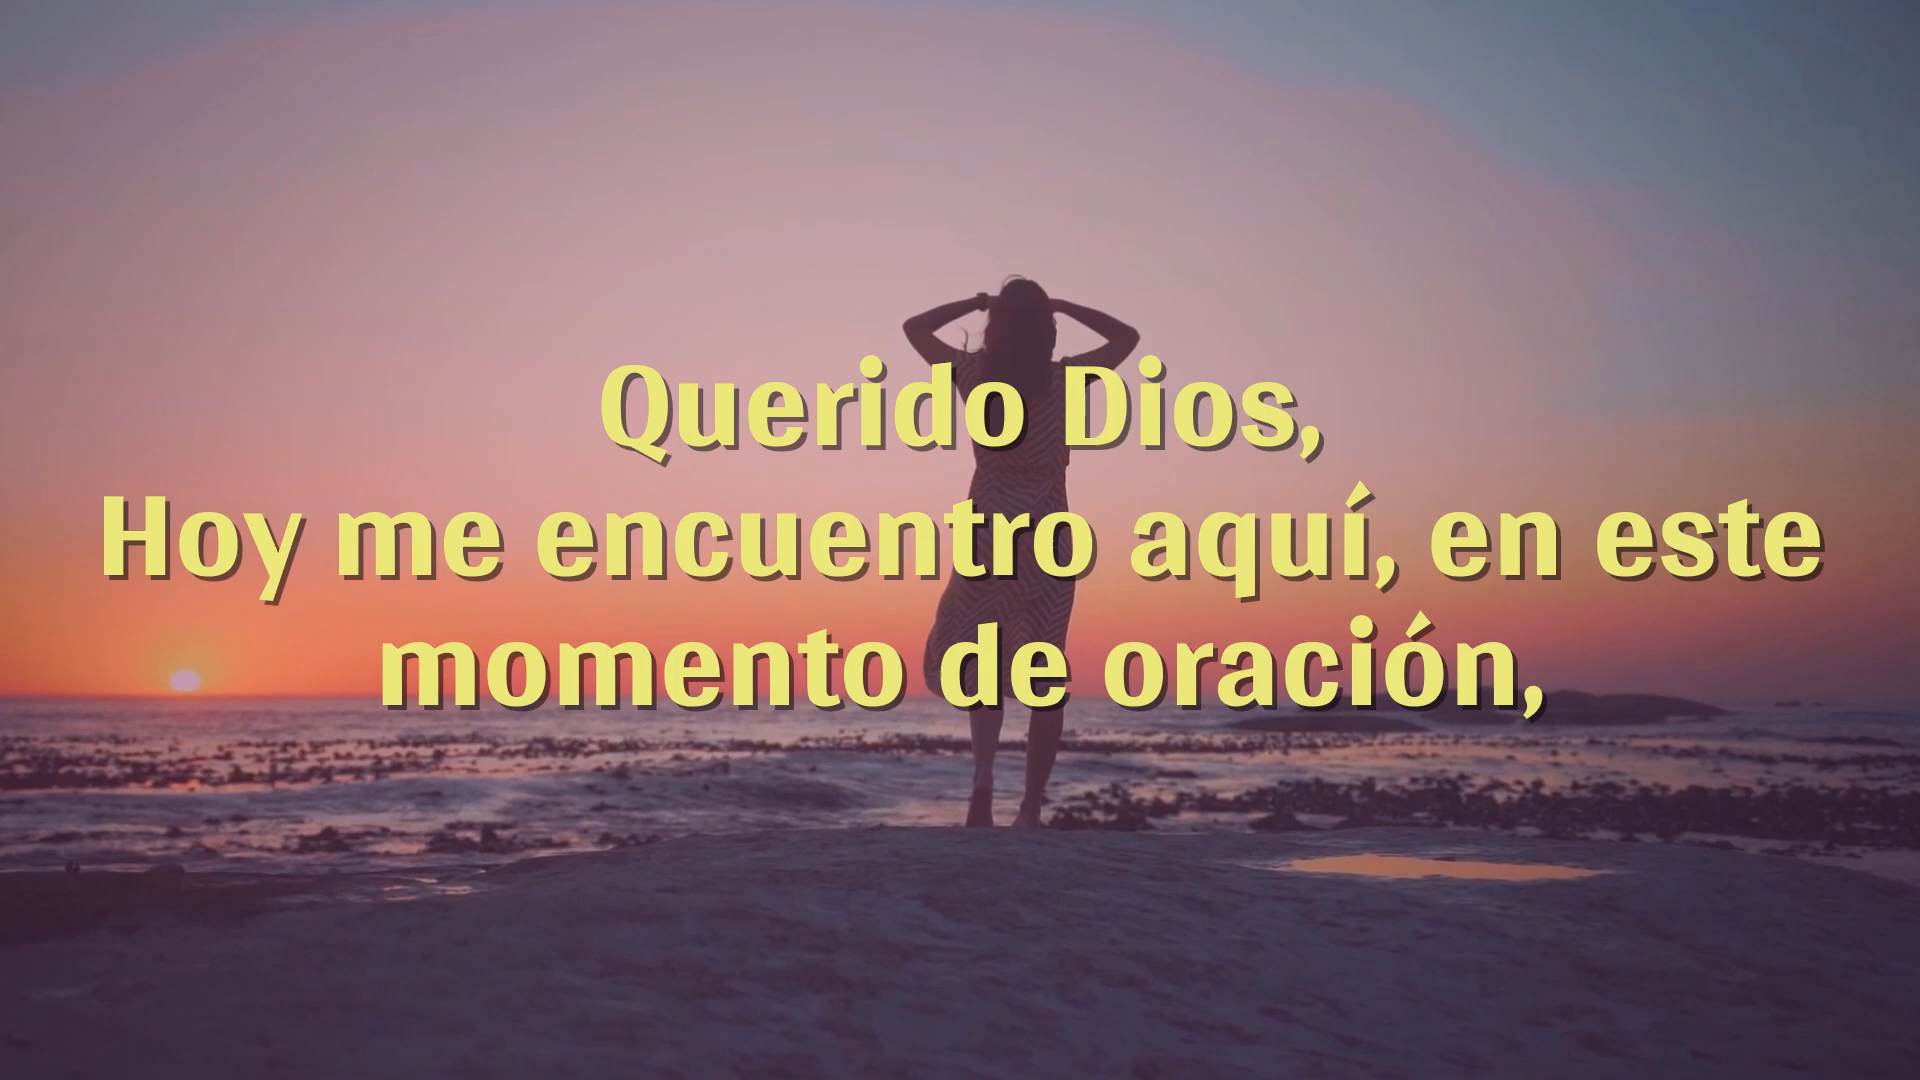 Querido Dios,
Hoy me encuentro aquí, en este
momento de oración,